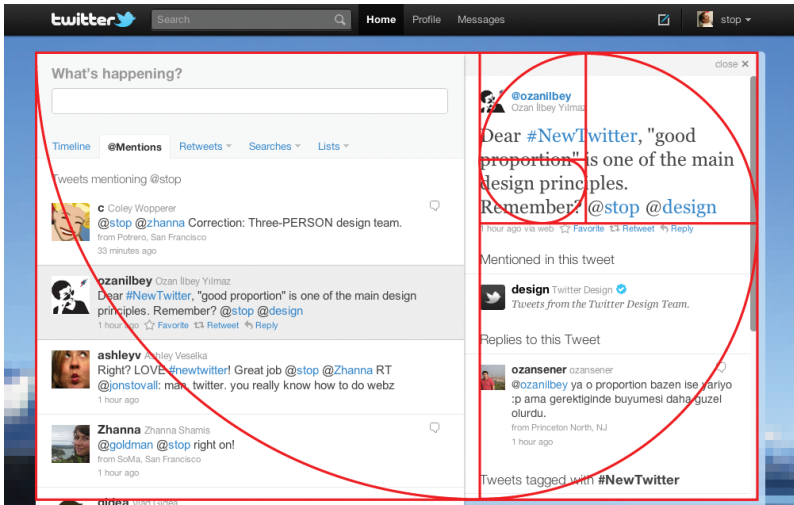 twitter
Search
Home
Profile
Messages
stop
What's happening?
Timeline
@Mentions
Retweets
Searches
Lists
Tweets mentioning @stop
c Coley Wopperer
@stop @zhanna Correction: Three-PERSON design team.
from Potrero, San Francisco
33 minutes ago
ozanilbey Ozan İlbey Yılmaz
Dear #NewTwitter, "good proportion" is one of the main design
principles. Remember? @stop @design
1 hour ago Favorite Retweet Reply
ashleyv Ashley Veselka
Right? LOVE #newtwitter! Great job @stop @Zhanna RT
@jonstovall: man, twitter. you really know how to do webz
1 hour ago
Zhanna Zhanna Shamis
@goldman @stop right on!
from SoMa, San Francisco
1 hour ago
gidea Vlad Gidea
close ×
@ozanilbey
Ozan İlbey Yılmaz
Dear #NewTwitter, "good
proportion" is one of the main
design principles.
Remember? @stop @design
1 hour ago via web Favorite Retweet Reply
Mentioned in this tweet
design Twitter Design
Tweets from the Twitter Design Team.
Replies to this Tweet
ozansener ozansener
@ozanilbey ya o proportion bazen ise yariyo
:p ama gerektiginde buyumesi daha guzel
olurdu.
from Princeton North, NJ
1 hour ago
Tweets tagged with #NewTwitter